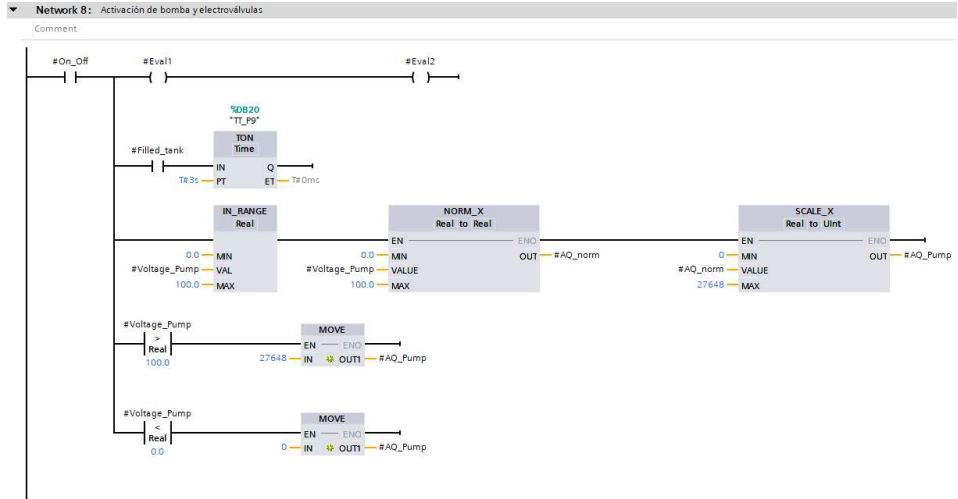 Network 8: Activación de bomba y electroválvulas
Comment
#On_Off #Eval1 #Eval2
%DB20
"TT_P9"
TON
Time
#Filled_tank
IN Q
T#3s PT ET T#0ms
IN_RANGE
Real
0.0 MIN
#Voltage_Pump VAL
100.0 MAX
NORM_X
Real to Real
EN ENO
0.0 MIN OUT #AQ_norm
#Voltage_Pump VALUE
100.0 MAX
SCALE_X
Real to UInt
EN ENO
0 MIN OUT #AQ_Pump
#AQ_norm VALUE
27648 MAX
#Voltage_Pump
>
Real
100.0
MOVE
EN ENO
27648 IN OUT1 #AQ_Pump
#Voltage_Pump
<
Real
0.0
MOVE
EN ENO
0 IN OUT1 #AQ_Pump